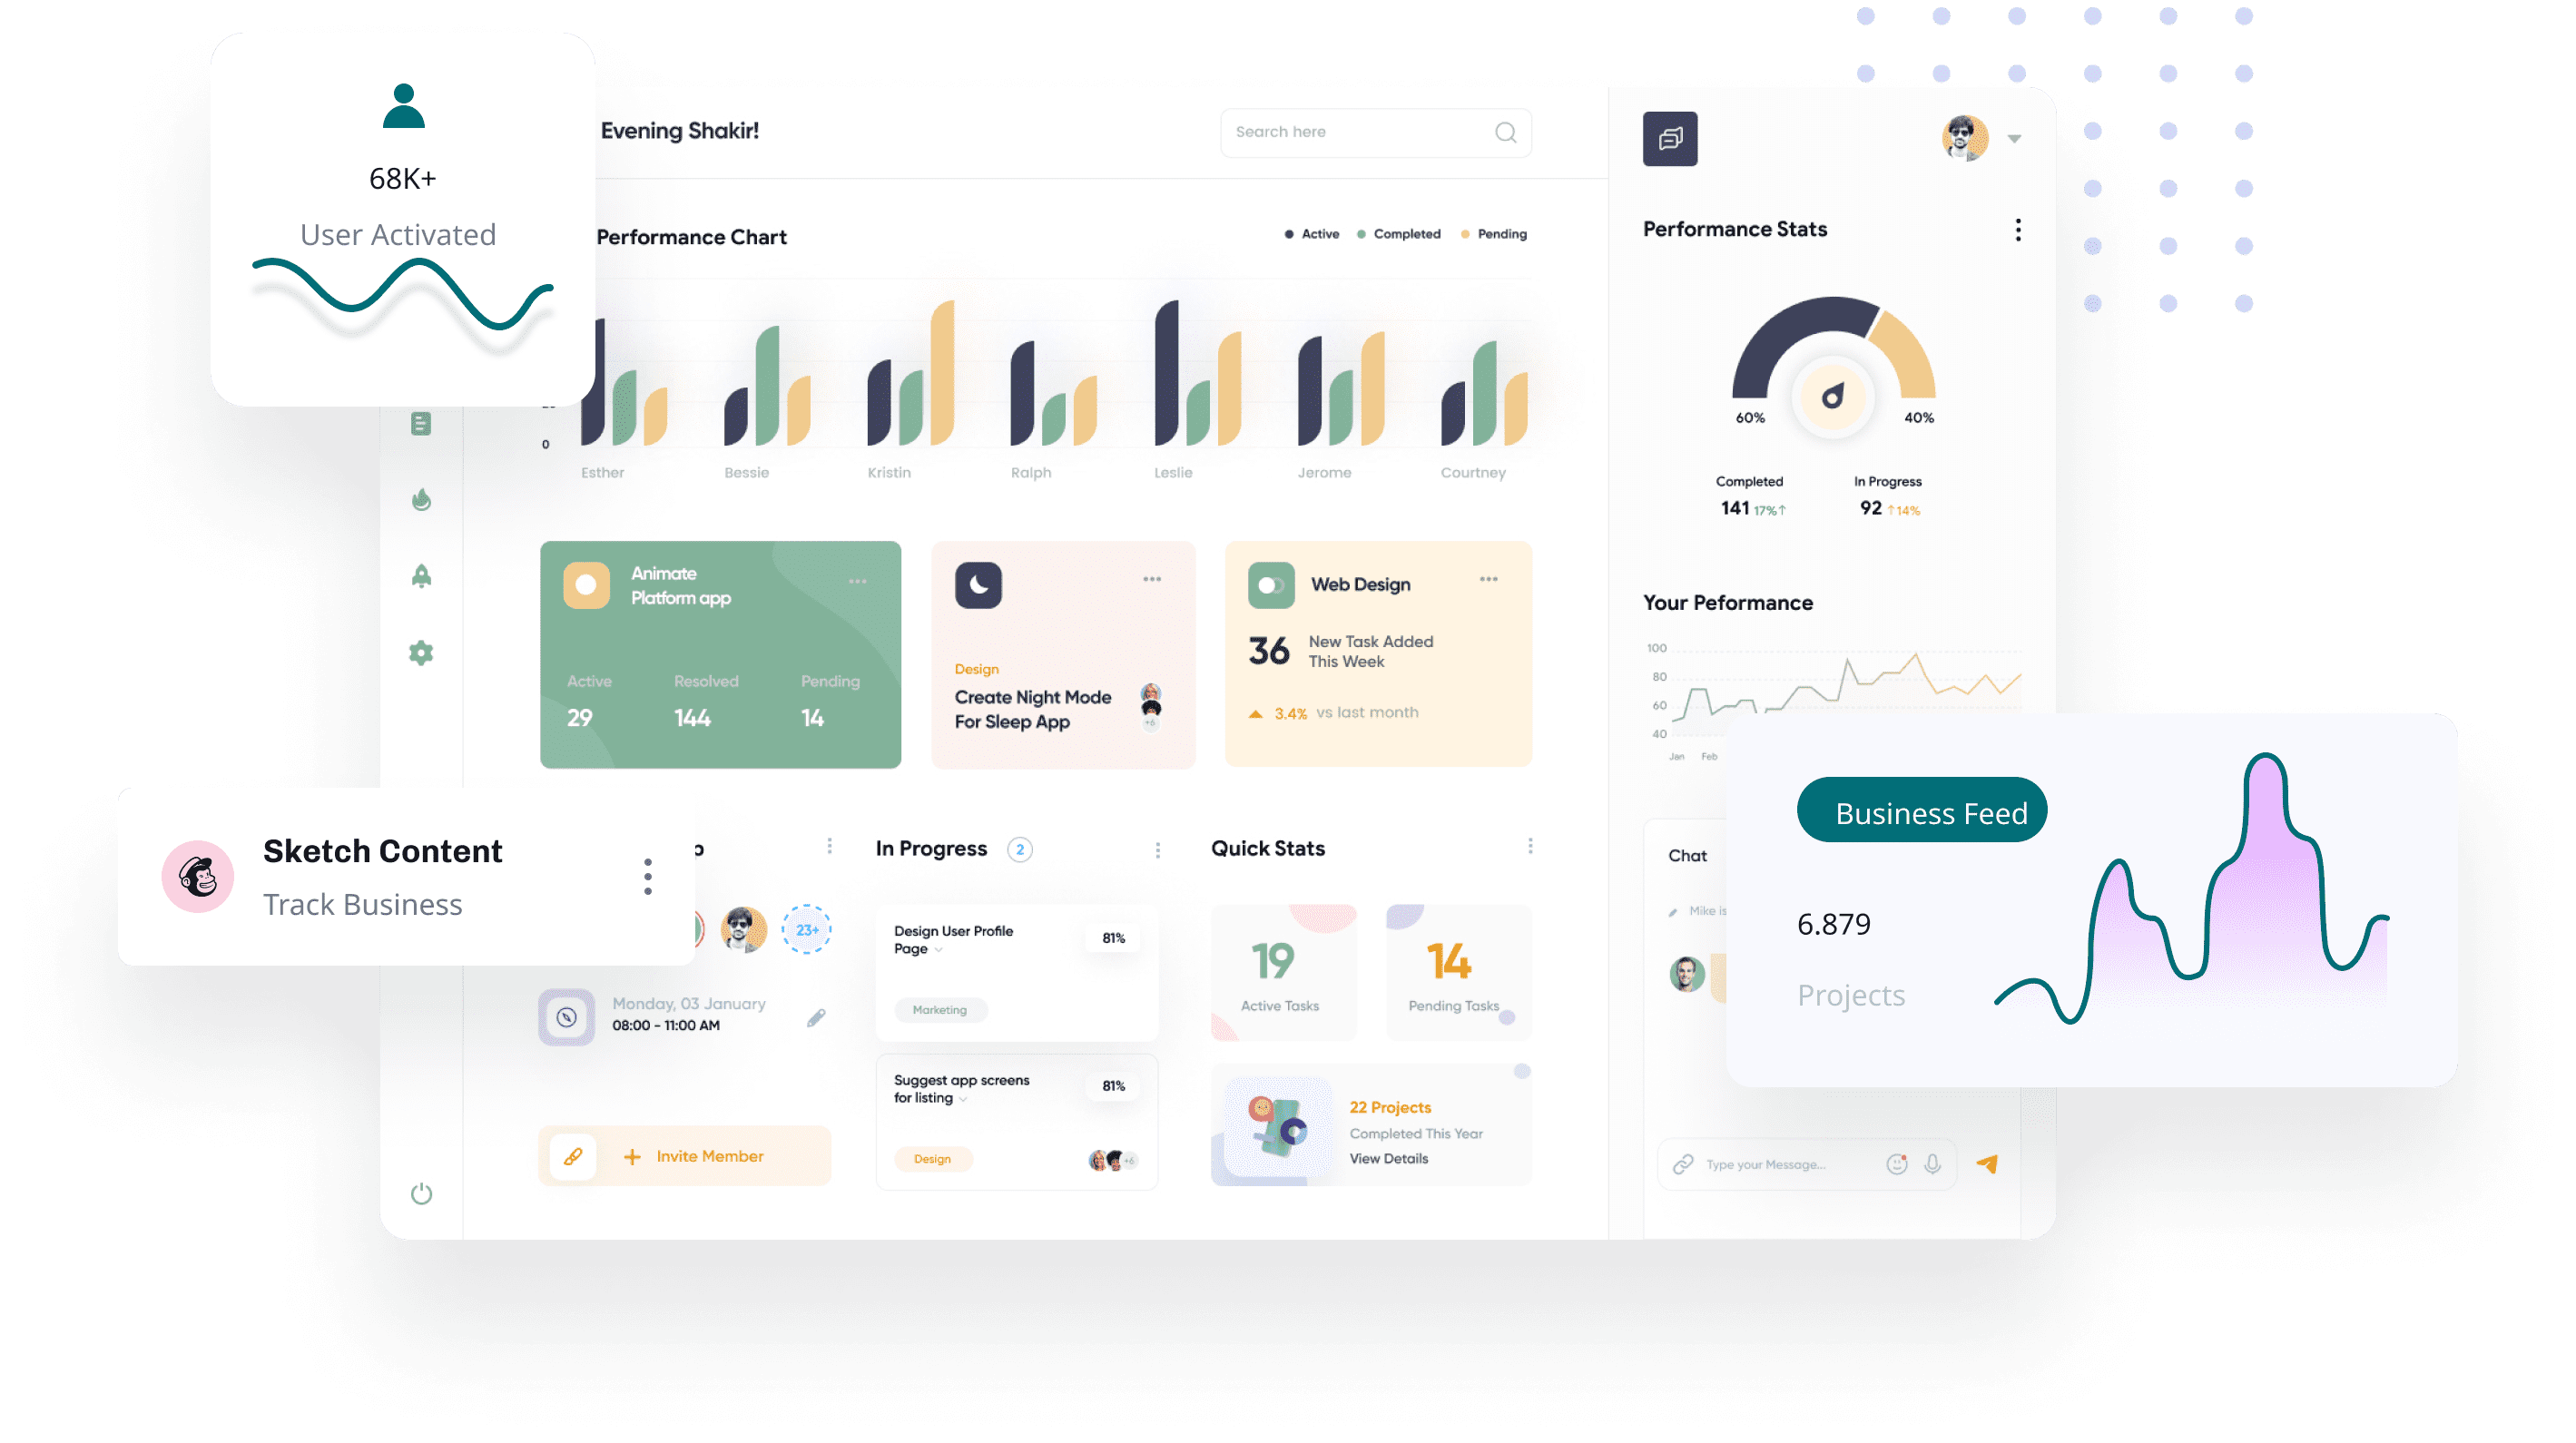 68K+
User Activated
Evening Shakir!
Search here
Performance Chart
Active
Completed
Pending
0
Esther
Bessie
Kristin
Ralph
Leslie
Jerome
Courtney
Performance Stats
60%
40%
Completed
In Progress
141 17%↑
92 ↑14%
Animate
Platform app
Active
Resolved
Pending
29
144
14
Design
Create Night Mode
For Sleep App
+6
Web Design
36
New Task Added
This Week
3.4% vs last month
Your Peformance
100
80
60
40
Jan
Feb
Sketch Content
Track Business
p
23+
Monday, 03 January
08:00 - 11:00 AM
+ Invite Member
In Progress
2
Design User Profile
Page
81%
Marketing
Suggest app screens
for listing
81%
Design
+6
Quick Stats
19
Active Tasks
14
Pending Tasks
22 Projects
Completed This Year
View Details
Chat
Mike is
Type your Message...
Business Feed
6.879
Projects